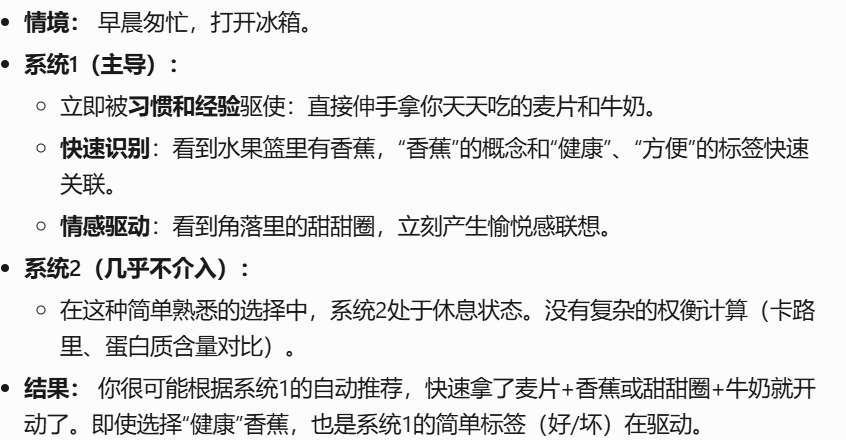 • 情境： 早晨匆忙，打开冰箱。
• 系统1（主导）：
○ 立即被习惯和经验驱使：直接伸手拿你天天吃的麦片和牛奶。
○ 快速识别：看到水果篮里有香蕉，“香蕉”的概念和“健康”、“方便”的标签快速
关联。
○ 情感驱动：看到角落里的甜甜圈，立刻产生愉悦感联想。
• 系统2（几乎不介入）：
○ 在这种简单熟悉的选择中，系统2处于休息状态。没有复杂的权衡计算（卡路
里、蛋白质含量对比）。
• 结果： 你很可能根据系统1的自动推荐，快速拿了麦片+香蕉或甜甜圈+牛奶就开
动了。即使选择“健康”香蕉，也是系统1的简单标签（好/坏）在驱动。